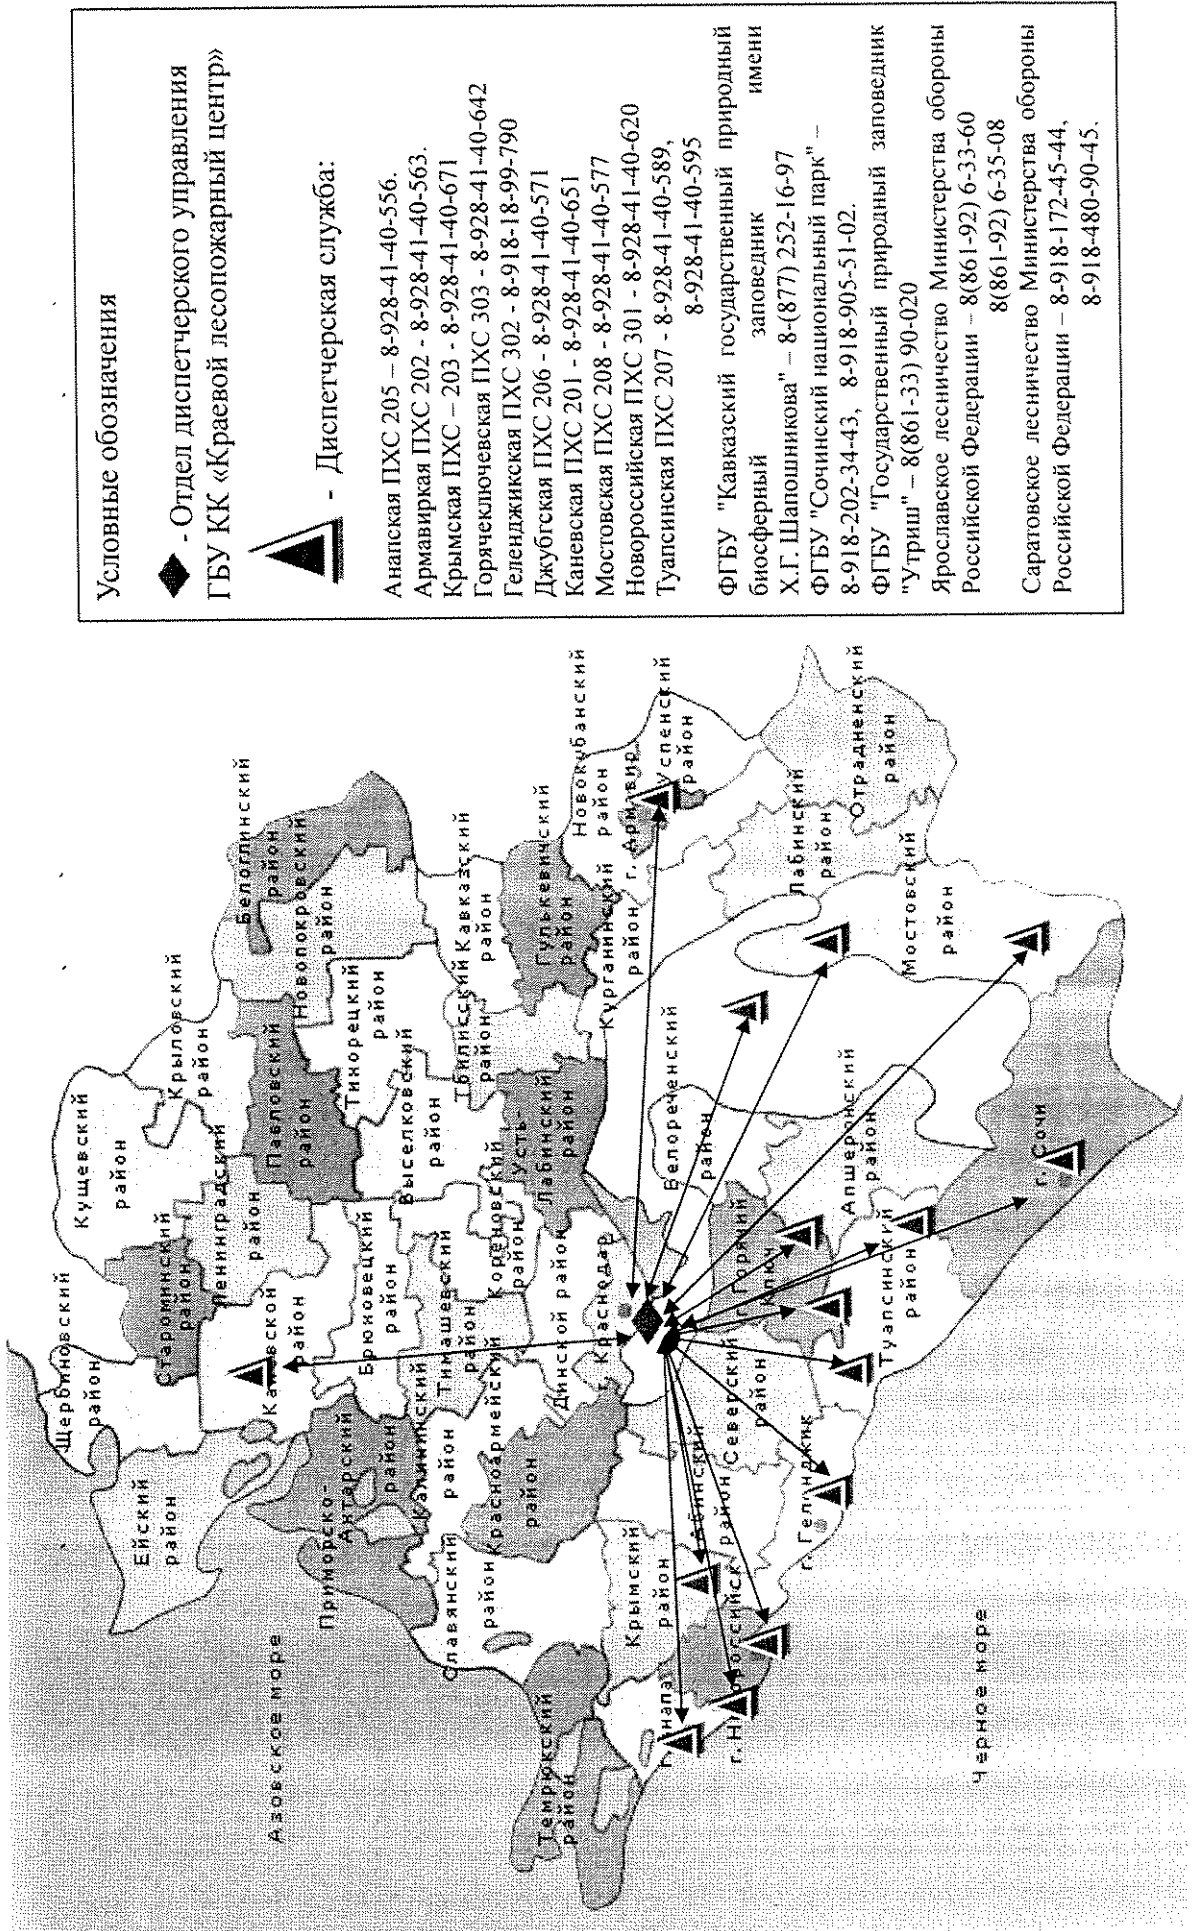 Условные обозначения
- Отдел диспетчерского управления
ГБУ КК «Краевой лесопожарный центр»
- Диспетчерская служба:
Анапская ПХС 205 – 8-928-41-40-556.
Армавиркая ПХС 202 - 8-928-41-40-563.
Крымская ПХС – 203 - 8-928-41-40-671
Горячеключевская ПХС 303 - 8-928-41-40-642
Геленджикская ПХС 302 - 8-918-18-99-790
Джубгская ПХС 206 - 8-928-41-40-571
Каневская ПХС 201 - 8-928-41-40-651
Мостовская ПХС 208 - 8-928-41-40-577
Новороссийская ПХС 301 - 8-928-41-40-620
Туапсинская ПХС 207 - 8-928-41-40-589,
8-928-41-40-595
ФГБУ "Кавказский государственный природный
биосферный заповедник имени
Х.Г. Шапошникова" – 8-(877) 252-16-97
ФГБУ "Сочинский национальный парк" –
8-918-202-34-43, 8-918-905-51-02.
ФГБУ "Государственный природный заповедник
"Утриш" – 8(861-33) 90-020
Ярославское лесничество Министерства обороны
Российской Федерации – 8(861-92) 6-33-60
8(861-92) 6-35-08
Саратовское лесничество Министерства обороны
Российской Федерации – 8-918-172-45-44,
8-918-480-90-45.
Щербиновский
район
Ейский
район
Кущевский
район
Староминский
район
Крыловский
район
Ленинградский
район
Каневской
район
Павловский
район
Белоглинский
район
Новопокровский
район
Приморско-
Ахтарский
район
Брюховецкий
район
Тихорецкий
район
Выселковский
район
Калининский
район
Тимашевский
район
Кореновский
район
Тбилисский
район
Кавказский
район
Славянский
район
Красноармейский
район
Динской район
Усть-
Лабинский
район
Гулькевичский
район
Новокубанский
район
Темрюкский
район
Крымский
район
г. Краснодар
Курганинский
район
г. Армавир
Успенский
район
г. Анапа
Абинский
район
Северский
район
г. Горячий
Ключ
Белореченский
район
Лабинский
район
Отрадненский
район
г. Новороссийск
г. Геленджик
Апшеронский
район
Мостовский
район
Туапсинский
район
г. Сочи
Азовское море
Черное море